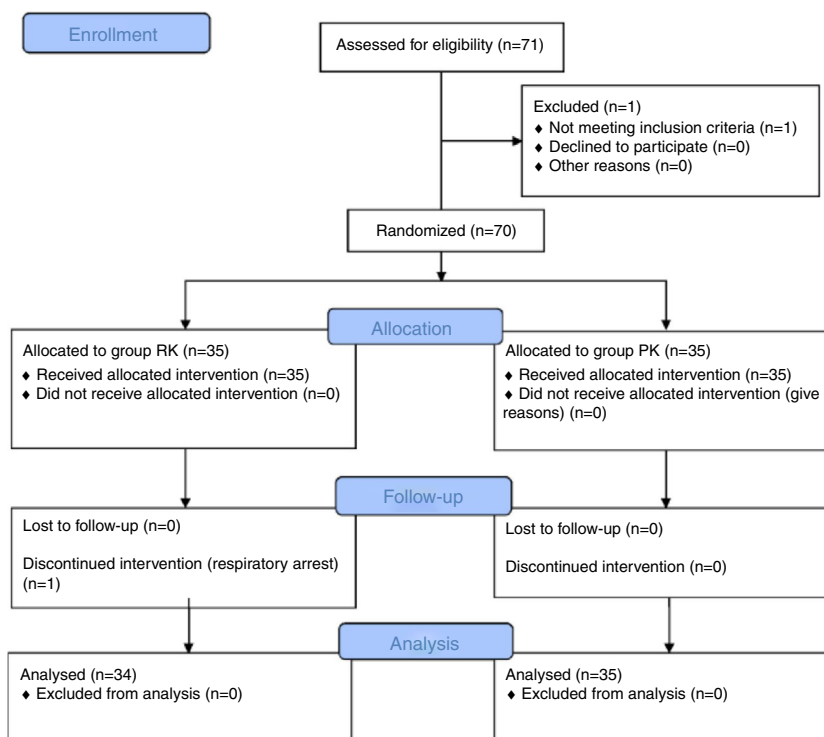 Enrollment
Assessed for eligibility (n=71)
Excluded (n=1)
♦ Not meeting inclusion criteria (n=1)
♦ Declined to participate (n=0)
♦ Other reasons (n=0)
Randomized (n=70)
Allocation
Allocated to group RK (n=35)
♦ Received allocated intervention (n=35)
♦ Did not receive allocated intervention (n=0)
Allocated to group PK (n=35)
♦ Received allocated intervention (n=35)
♦ Did not receive allocated intervention (give
reasons) (n=0)
Follow-up
Lost to follow-up (n=0)
Discontinued intervention (respiratory arrest)
(n=1)
Lost to follow-up (n=0)
Discontinued intervention (n=0)
Analysis
Analysed (n=34)
♦ Excluded from analysis (n=0)
Analysed (n=35)
♦ Excluded from analysis (n=0)